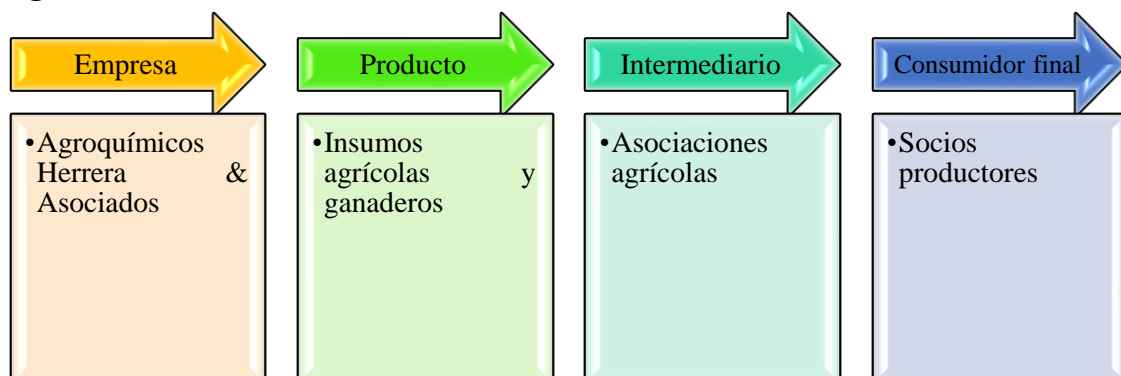 Empresa
•Agroquímicos
Herrera &
Asociados
Producto
•Insumos
agrícolas y
ganaderos
Intermediario
•Asociaciones
agrícolas
Consumidor final
•Socios
productores